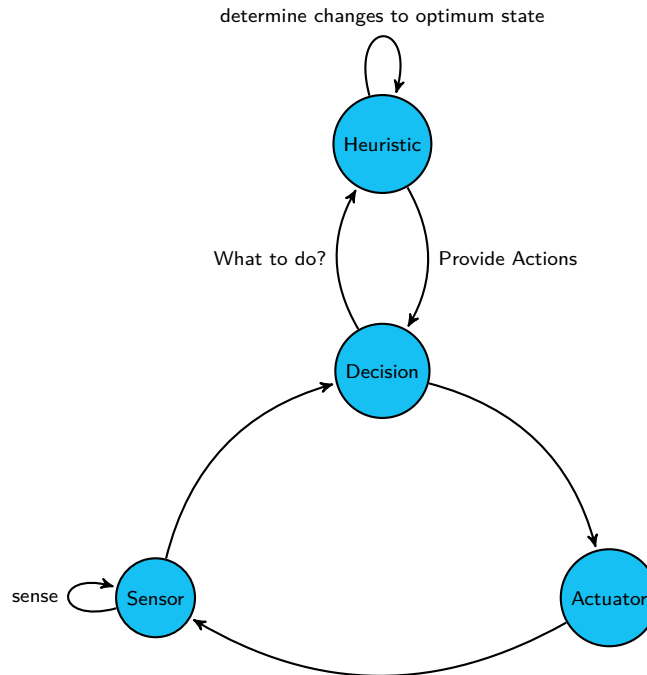 determine changes to optimum state
Heuristic
What to do?
Provide Actions
Decision
sense
Sensor
Actuator